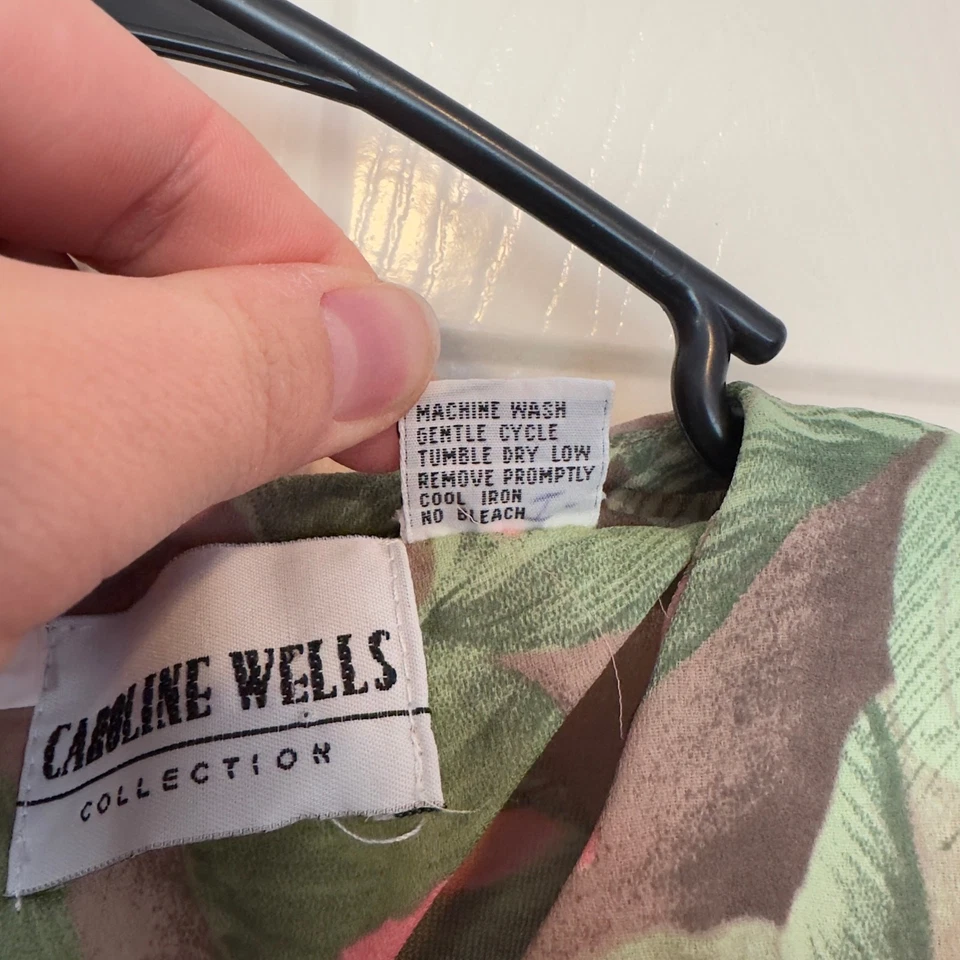 MACHINE WASH
GENTLE CYCLE
TUMBLE DRY LOW
REMOVE PROMPTLY
COOL IRON
NO BLEACH
CAROLINE WELLS
COLLECTION